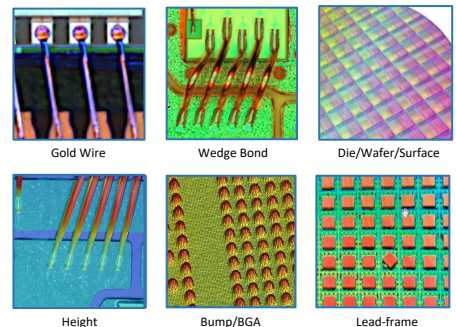 Gold Wire
Wedge Bond
Die/Wafer/Surface
Height
Bump/BGA
Lead-frame